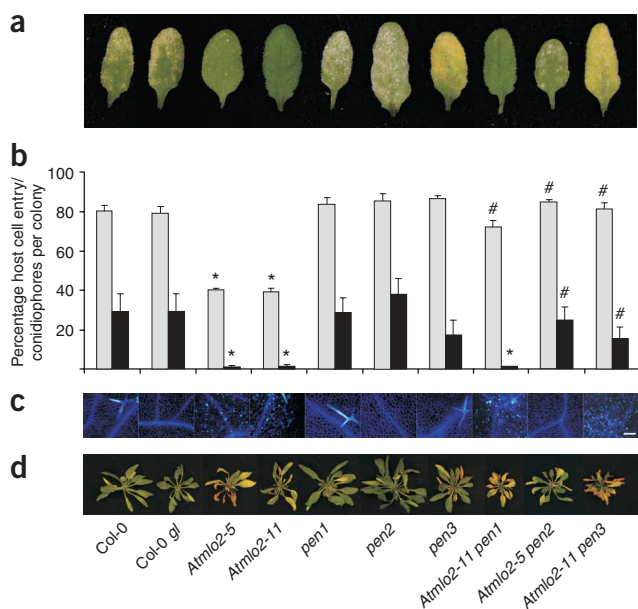 a
b
Percentage host cell entry/
conidiophores per colony
100
80
60
40
20
*
*
*
*
#
*
#
#
#
#
c
d
Col-0
Col-0 gl
Atmlo2-5
Atmlo2-11
pen1
pen2
pen3
Atmlo2-11 pen1
Atmlo2-5 pen2
Atmlo2-11 pen3